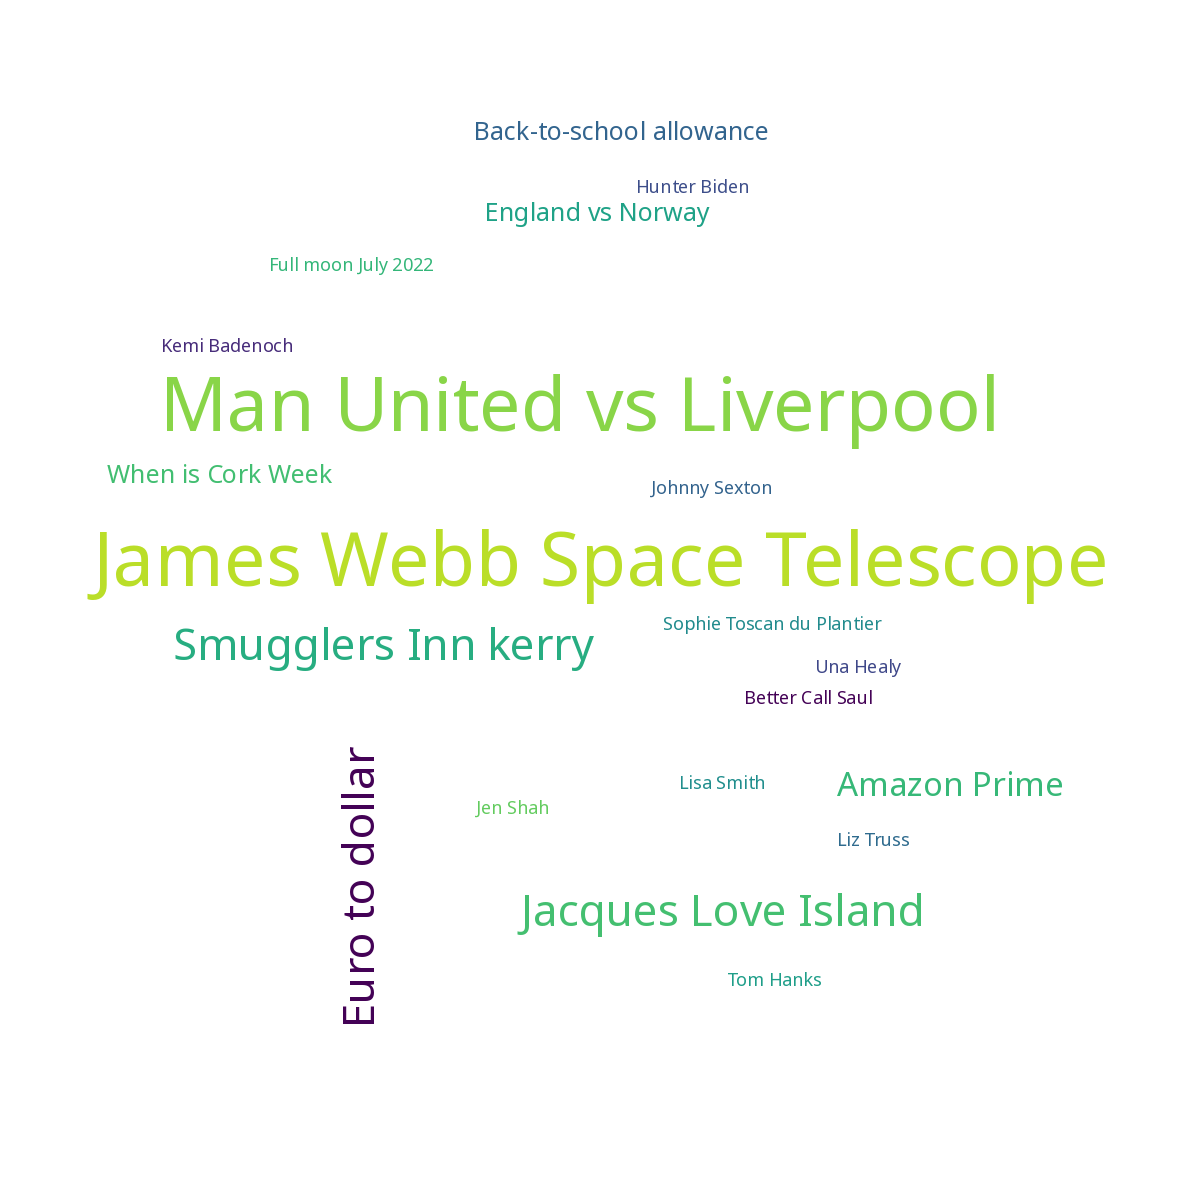 Back-to-school allowance
Hunter Biden
England vs Norway
Full moon July 2022
Kemi Badenoch
Man United vs Liverpool
When is Cork Week
Johnny Sexton
James Webb Space Telescope
Sophie Toscan du Plantier
Smugglers Inn kerry
Una Healy
Better Call Saul
Euro to dollar
Lisa Smith
Amazon Prime
Jen Shah
Liz Truss
Jacques Love Island
Tom Hanks